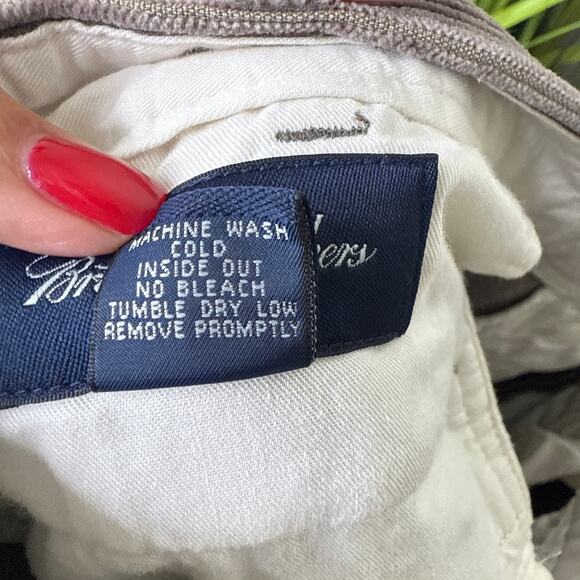 MACHINE WASH
COLD
INSIDE OUT
NO BLEACH
TUMBLE DRY LOW
REMOVE PROMPTLY